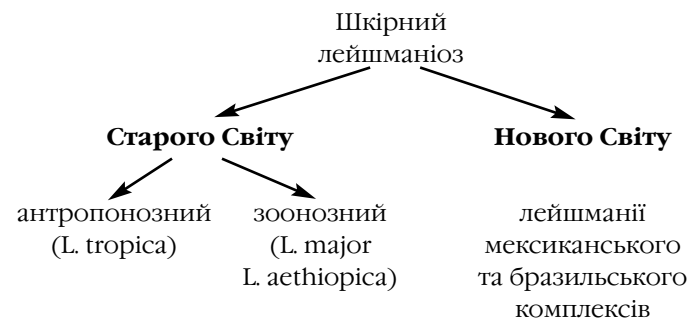 Шкірний
лейшманіоз
Старого Світу
Нового Світу
антропонозний
(L. tropica)
зоонозний
(L. major
L. aethiopica)
лейшманії
мексиканського
та бразильського
комплексів